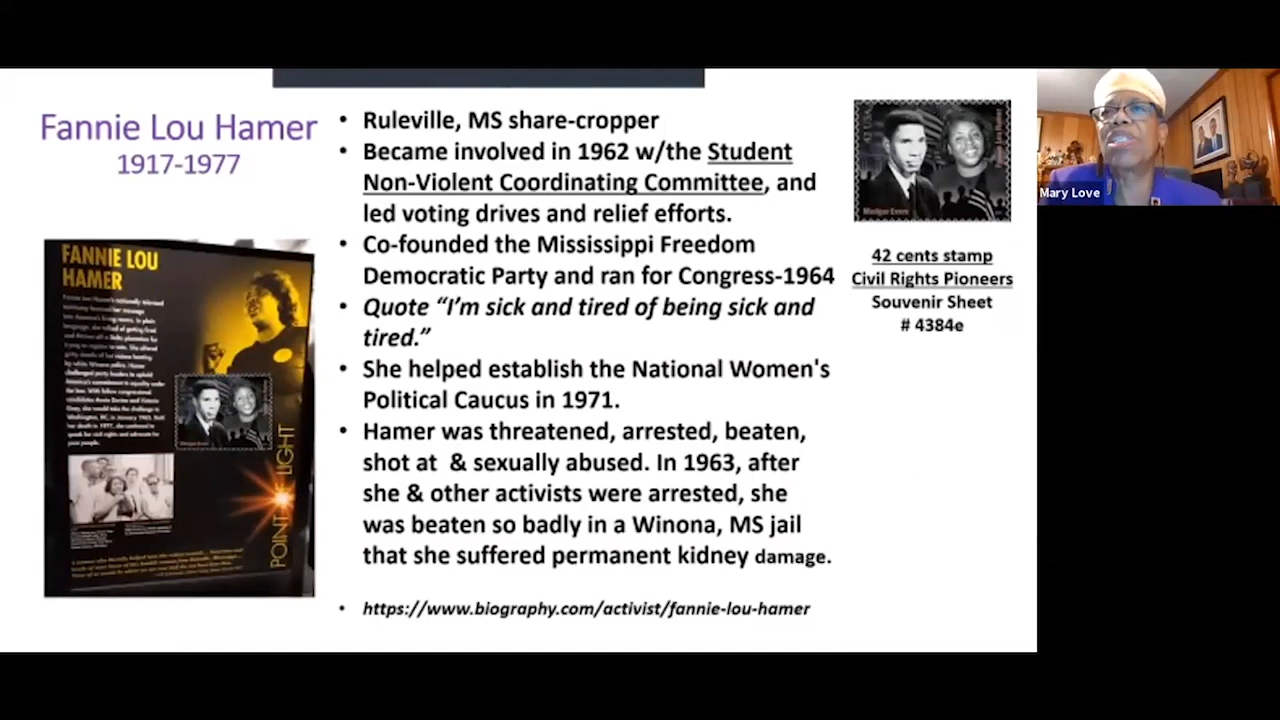 Fannie Lou Hamer
1917-1977
• Ruleville, MS share-cropper
• Became involved in 1962 w/the Student
Non-Violent Coordinating Committee, and
led voting drives and relief efforts.
• Co-founded the Mississippi Freedom
Democratic Party and ran for Congress-1964
• Quote “I’m sick and tired of being sick and
tired.”
• She helped establish the National Women's
Political Caucus in 1971.
• Hamer was threatened, arrested, beaten,
shot at & sexually abused. In 1963, after
she & other activists were arrested, she
was beaten so badly in a Winona, MS jail
that she suffered permanent kidney damage.
• https://www.biography.com/activist/fannie-lou-hamer
Medgar Evers
42 cents stamp
Civil Rights Pioneers
Souvenir Sheet
# 4384e
Mary Love
FANNIE LOU
HAMER
POINT OF LIGHT